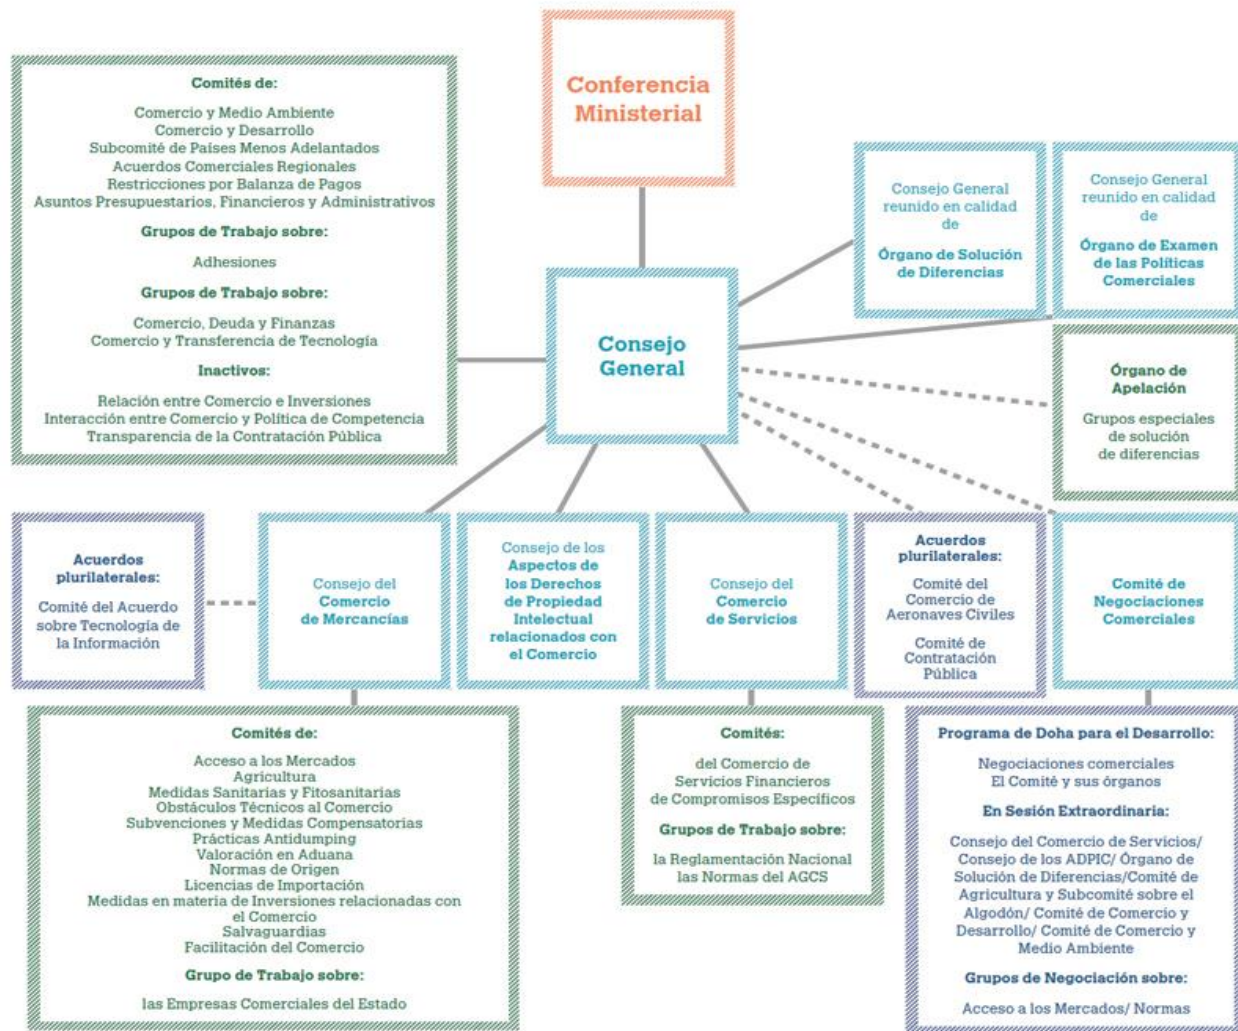 Conferencia
Ministerial
Comités de:
Comercio y Medio Ambiente
Comercio y Desarrollo
Subcomité de Países Menos Adelantados
Acuerdos Comerciales Regionales
Restricciones por Balanza de Pagos
Asuntos Presupuestarios, Financieros y Administrativos
Grupos de Trabajo sobre:
Adhesiones
Grupos de Trabajo sobre:
Comercio, Deuda y Finanzas
Comercio y Transferencia de Tecnología
Inactivos:
Relación entre Comercio e Inversiones
Interacción entre Comercio y Política de Competencia
Transparencia de la Contratación Pública
Consejo
General
Consejo General
reunido en calidad
de
Órgano de Solución
de Diferencias
Consejo General
reunido en calidad
de
Órgano de Examen
de las Políticas
Comerciales
Órgano de
Apelación
Grupos especiales
de solución
de diferencias
Acuerdos
plurilaterales:
Comité del Acuerdo
sobre Tecnología de
la Información
Consejo del
Comercio
de Mercancías
Consejo de los
Aspectos de
los Derechos
de Propiedad
Intelectual
relacionados con
el Comercio
Consejo del
Comercio
de Servicios
Acuerdos
plurilaterales:
Comité del
Comercio de
Aeronaves Civiles
Comité de
Contratación
Pública
Comité de
Negociaciones
Comerciales
Comités de:
Acceso a los Mercados
Agricultura
Medidas Sanitarias y Fitosanitarias
Obstáculos Técnicos al Comercio
Subvenciones y Medidas Compensatorias
Prácticas Antidumping
Valoración en Aduana
Normas de Origen
Licencias de Importación
Medidas en materia de Inversiones relacionadas con
el Comercio
Salvaguardias
Facilitación del Comercio
Grupo de Trabajo sobre:
las Empresas Comerciales del Estado
Comités:
del Comercio de
Servicios Financieros
de Compromisos Específicos
Grupos de Trabajo sobre:
la Reglamentación Nacional
las Normas del AGCS
Programa de Doha para el Desarrollo:
Negociaciones comerciales
El Comité y sus órganos
En Sesión Extraordinaria:
Consejo del Comercio de Servicios/
Consejo de los ADPIC/ Órgano de
Solución de Diferencias/Comité de
Agricultura y Subcomité sobre el
Algodón/ Comité de Comercio y
Desarrollo/ Comité de Comercio y
Medio Ambiente
Grupos de Negociación sobre:
Acceso a los Mercados/ Normas